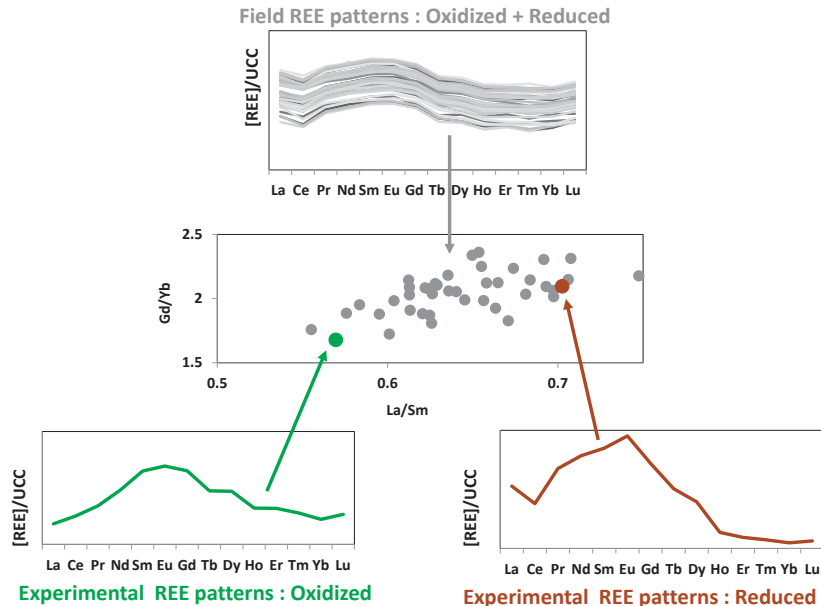 Field REE patterns : Oxidized + Reduced
[REE]/UCC
La Ce Pr Nd Sm Eu Gd Tb Dy Ho Er Tm Yb Lu
2.5
2
1.5
Gd/Yb
0.5 0.6 0.7
La/Sm
[REE]/UCC
La Ce Pr Nd Sm Eu Gd Tb Dy Ho Er Tm Yb Lu
Experimental REE patterns : Oxidized
[REE]/UCC
La Ce Pr Nd Sm Eu Gd Tb Dy Ho Er Tm Yb Lu
Experimental REE patterns : Reduced